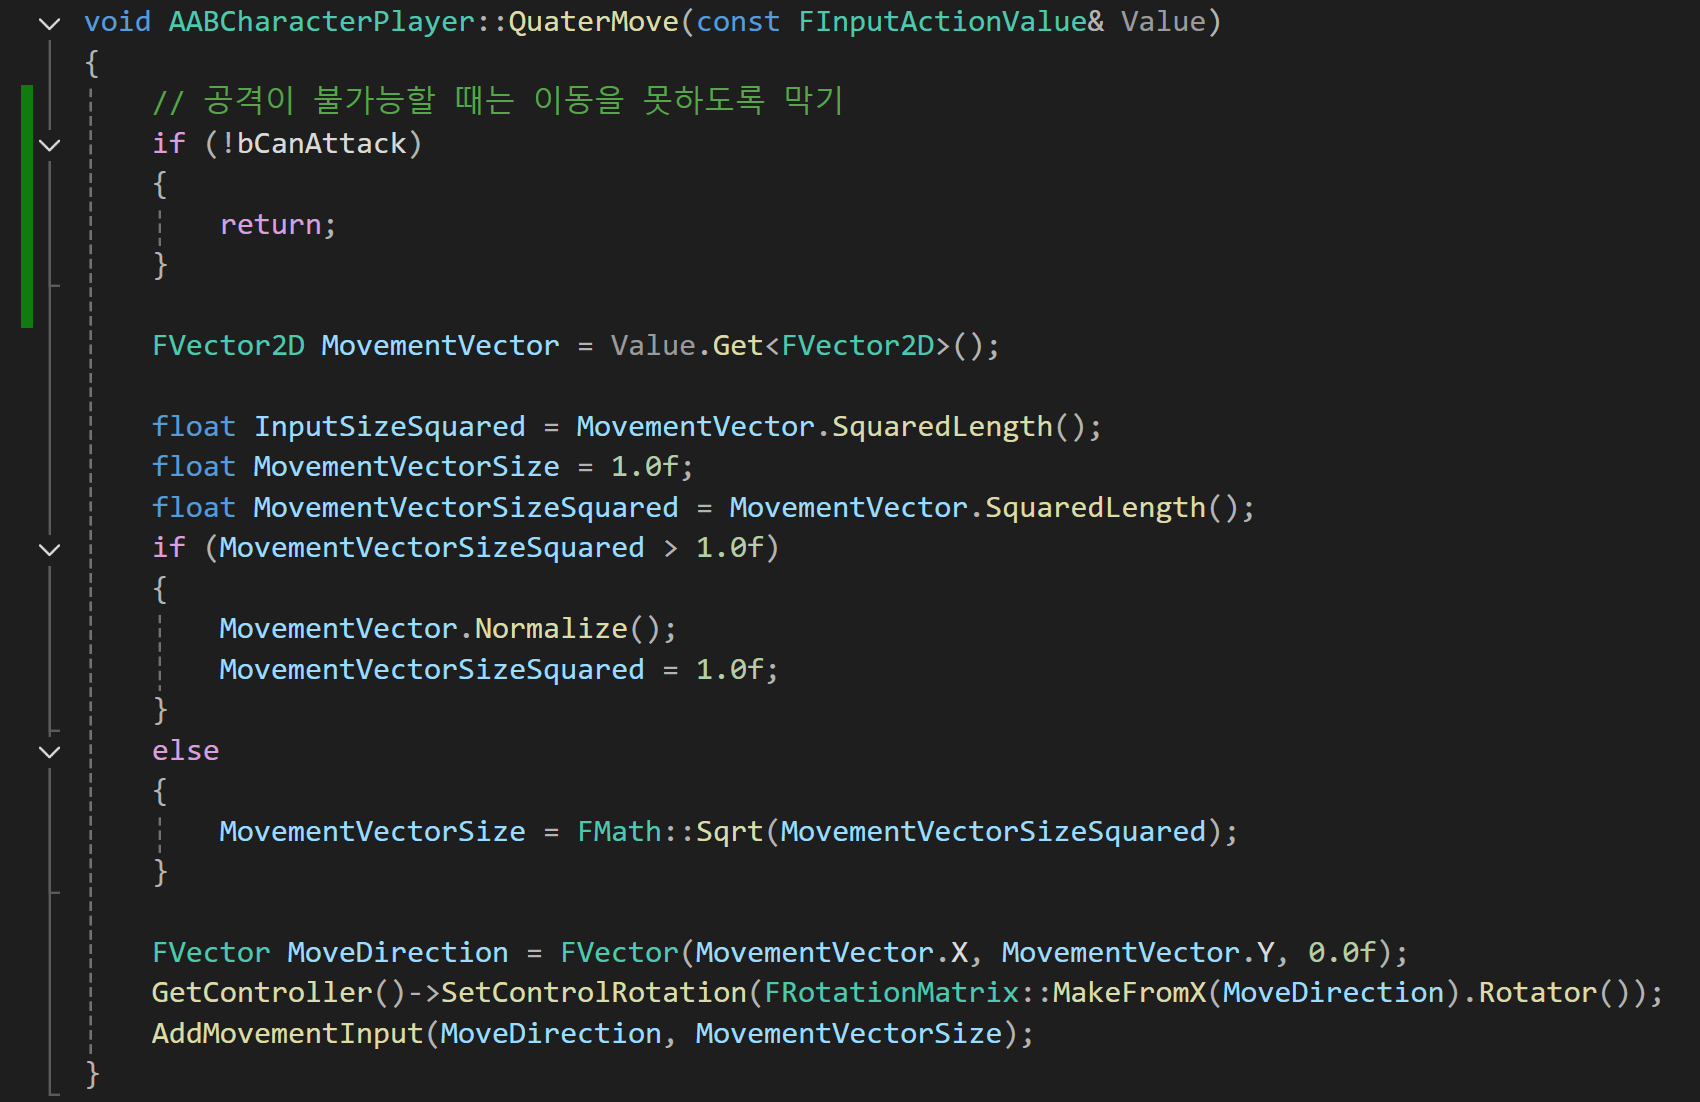 void AABCharacterPlayer::QuaterMove(const FInputActionValue& Value)
{
// 공격이 불가능할 때는 이동을 못하도록 막기
if (!bCanAttack)
{
return;
}
FVector2D MovementVector = Value.Get<FVector2D>();
float InputSizeSquared = MovementVector.SquaredLength();
float MovementVectorSize = 1.0f;
float MovementVectorSizeSquared = MovementVector.SquaredLength();
if (MovementVectorSizeSquared > 1.0f)
{
MovementVector.Normalize();
MovementVectorSizeSquared = 1.0f;
}
else
{
MovementVectorSize = FMath::Sqrt(MovementVectorSizeSquared);
}
FVector MoveDirection = FVector(MovementVector.X, MovementVector.Y, 0.0f);
GetController()->SetControlRotation(FRotationMatrix::MakeFromX(MoveDirection).Rotator());
AddMovementInput(MoveDirection, MovementVectorSize);
}